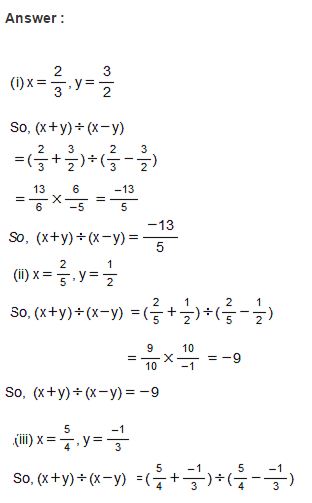 Answer :
(i) x = 2/3 , y = 3/2
So, (x+y)÷(x−y)
=(2/3 + 3/2)÷(2/3 − 3/2)
= 13/6 × 6/−5 = −13/5
So, (x+y)÷(x−y)= −13/5
(ii) x = 2/5 , y = 1/2
So, (x+y)÷(x−y) =(2/5 + 1/2)÷(2/5 − 1/2)
= 9/10 × 10/−1 = −9
So, (x+y)÷(x−y)= −9
(iii) x = 5/4 , y = −1/3
So, (x+y)÷(x−y) =(5/4 + −1/3)÷(5/4 − −1/3)